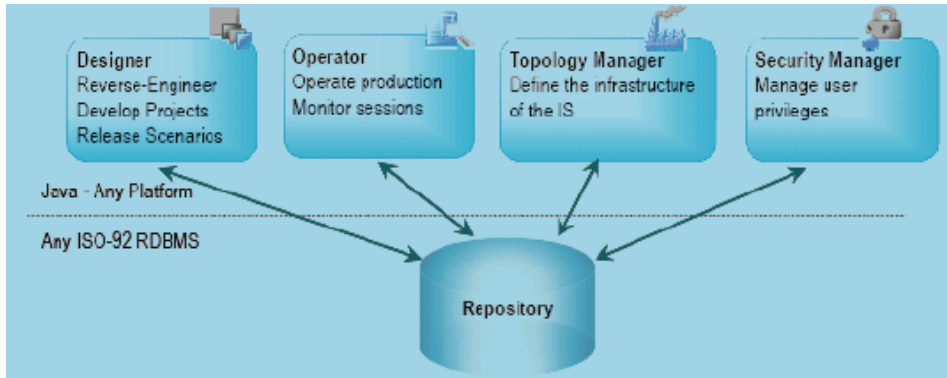 Designer
Reverse-Engineer
Develop Projects
Release Scenarios
Operator
Operate production
Monitor sessions
Topology Manager
Define the infrastructure
of the IS
Security Manager
Manage user
privileges
Java - Any Platform
Any ISO-92 RDBMS
Repository